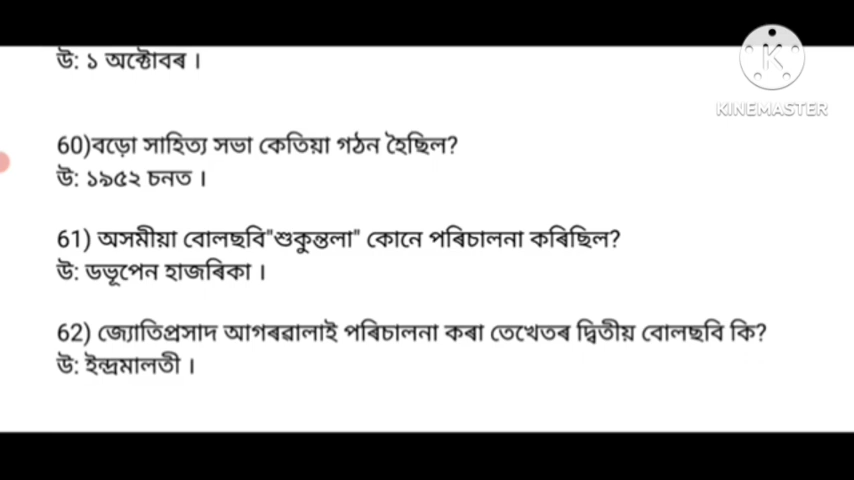 উ: ১ অক্টোবৰ ।
KINEMASTER
60)বড়ো সাহিত্য সভা কেতিয়া গঠন হৈছিল?
উ: ১৯৫২ চনত ।
61) অসমীয়া বোলছবি"শুকুন্তলা" কোনে পৰিচালনা কৰিছিল?
উ: ডভূপেন হাজৰিকা ।
62) জ্যোতিপ্ৰসাদ আগৰৱালাই পৰিচালনা কৰা তেখেতৰ দ্বিতীয় বোলছবি কি?
উ: ইন্দ্ৰমালতী ।